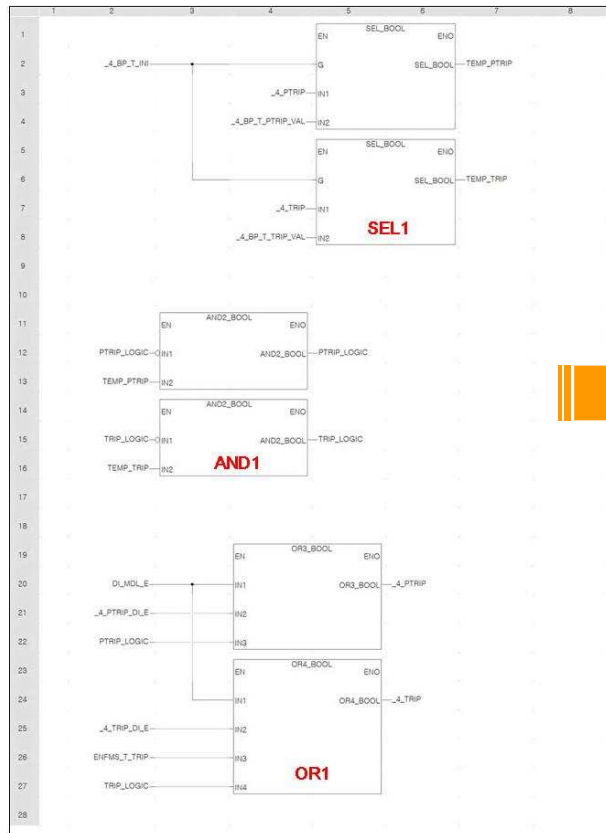 1 2 3 4 5 6 7 8
1
SEL_BOOL
EN ENO
2 _4_BP_T_INI G SEL_BOOL TEMP_PTRIP
3 _4_PTRIP IN1
4 _4_BP_T_PTRIP_VAL IN2
5
SEL_BOOL
EN ENO
6 G SEL_BOOL TEMP_TRIP
7 _4_TRIP IN1
SEL1
8 _4_BP_T_TRIP_VAL IN2
9
10
11
AND2_BOOL
EN ENO
12 PTRIP_LOGIC IN1 AND2_BOOL PTRIP_LOGIC
13 TEMP_PTRIP IN2
14
AND2_BOOL
EN ENO
15 TRIP_LOGIC IN1 AND2_BOOL TRIP_LOGIC
16 TEMP_TRIP IN2 AND1
17
18
19
OR3_BOOL
EN ENO
20 DI_MDL_E IN1 OR3_BOOL _4_PTRIP
21 _4_PTRIP_DI_E IN2
22 PTRIP_LOGIC IN3
23
OR4_BOOL
EN ENO
24 IN1 OR4_BOOL _4_TRIP
25 _4_TRIP_DI_E IN2
26 ENFMS_T_TRIP IN3
OR1
27 TRIP_LOGIC IN4
28